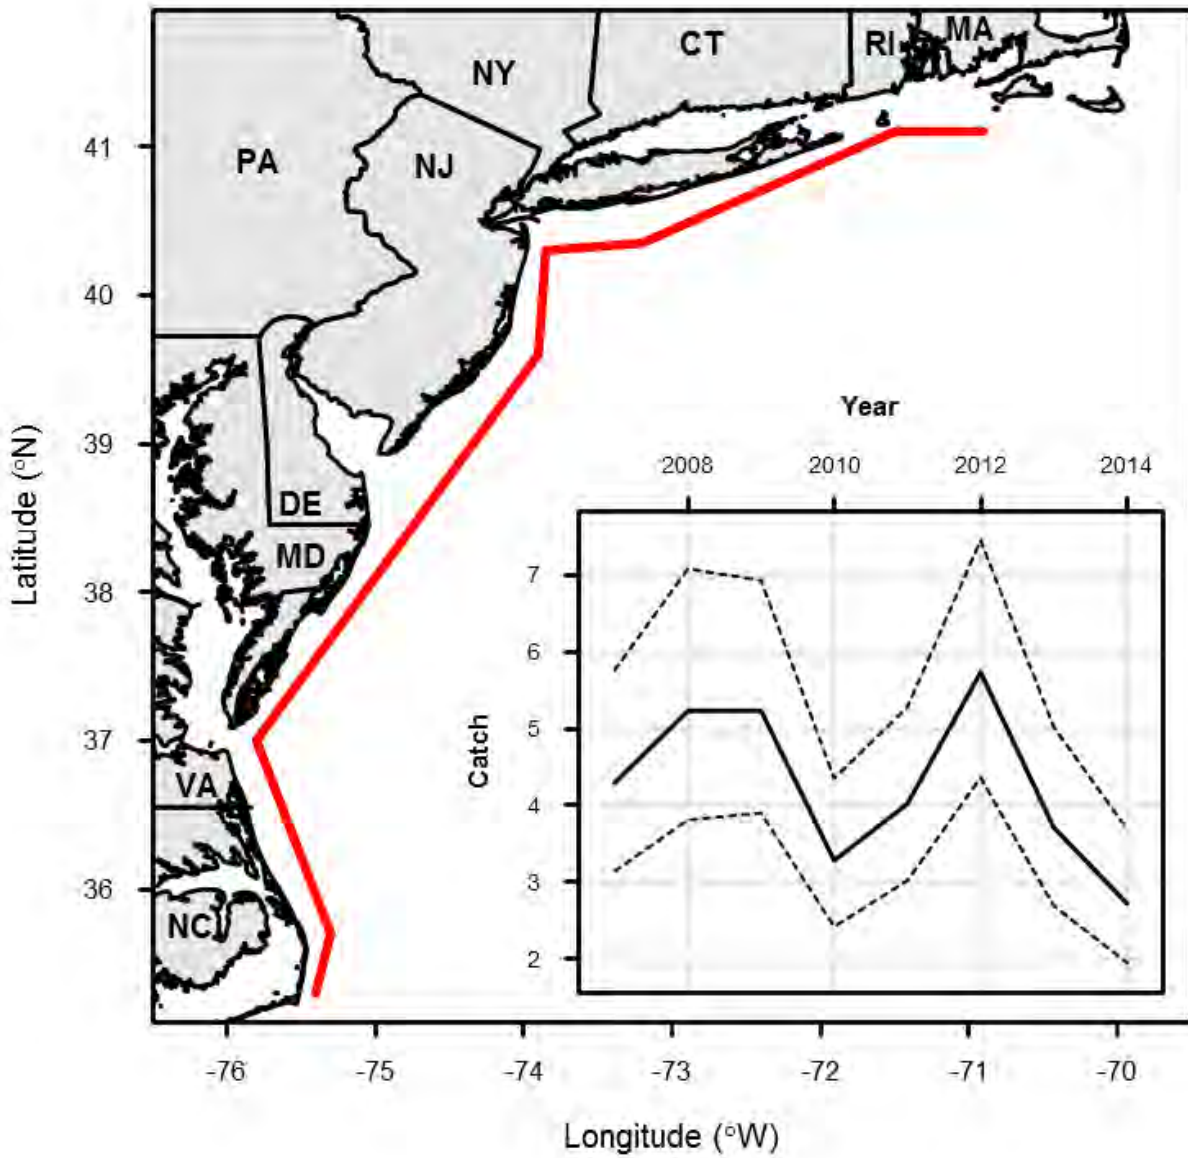 CT
RI
MA
NY
PA
NJ
41
40
39
38
37
36
DE
MD
VA
NC
Latitude (°N)
Year
2008 2010 2012 2014
7
6
5
4
3
2
Catch
-76 -75 -74 -73 -72 -71 -70
Longitude (°W)